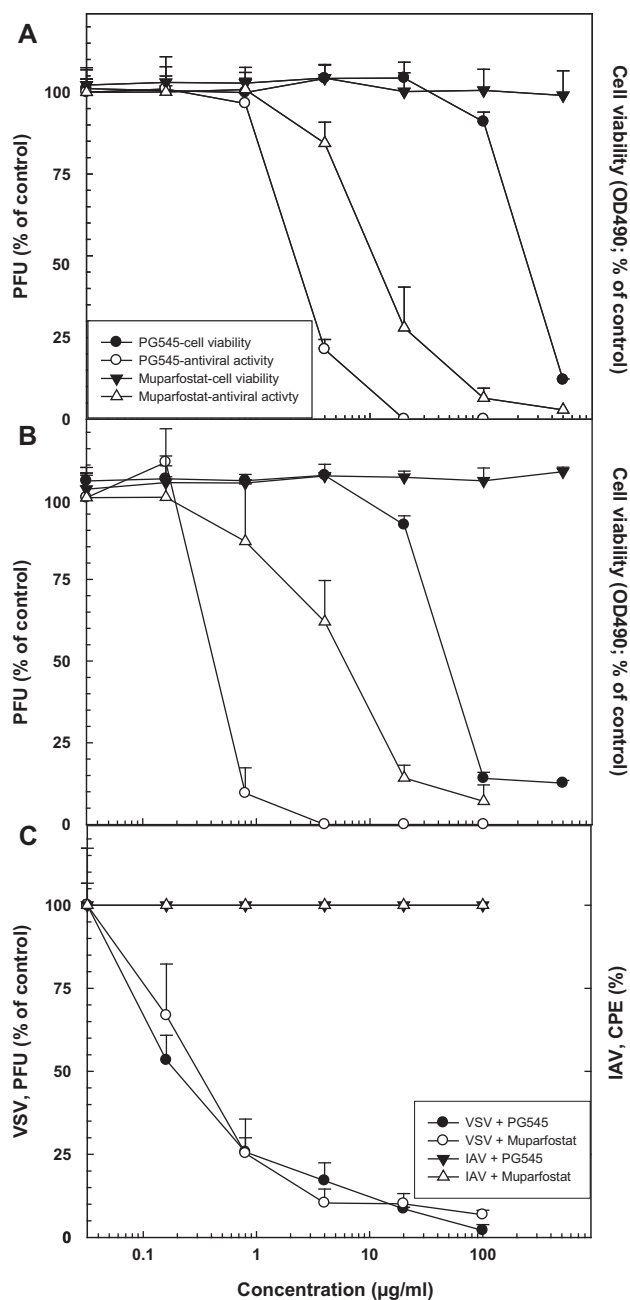 A
100
75
50
25
0
PFU (% of control)
Cell viability (OD490; % of control)
PG545-cell viability
PG545-antiviral activity
Muparfostat-cell viability
Muparfostat-antiviral activty
B
100
75
50
25
0
PFU (% of control)
Cell viability (OD490; % of control)
C
100
75
50
25
0
VSV, PFU (% of control)
IAV, CPE (%)
VSV + PG545
VSV + Muparfostat
IAV + PG545
IAV + Muparfostat
0.1 1 10 100
Concentration (µg/ml)